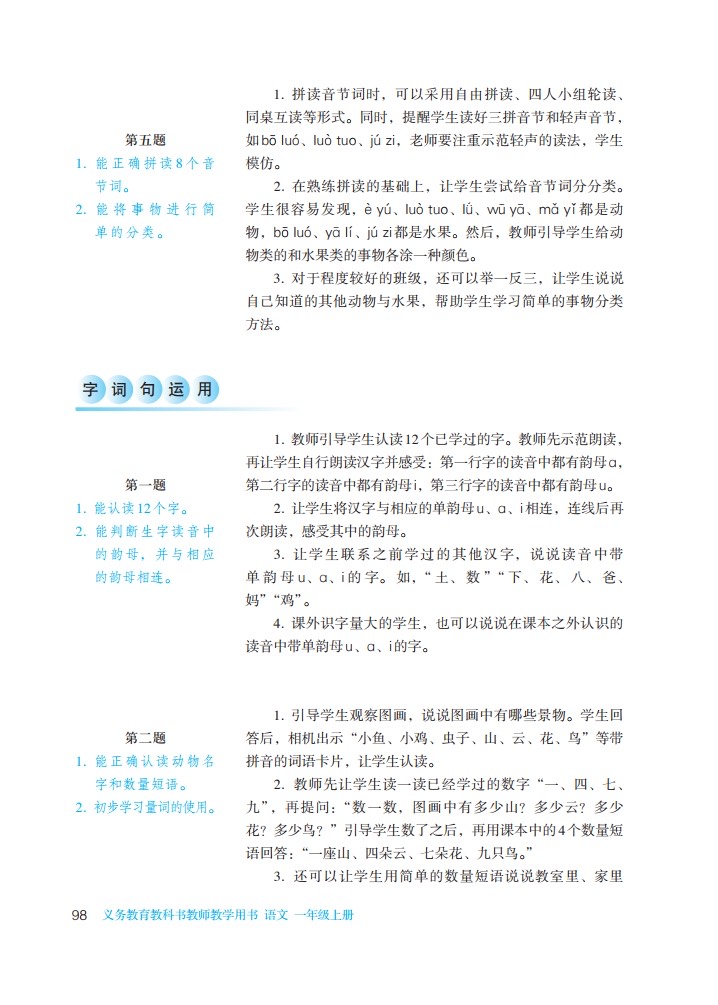 1. 拼读音节词时，可以采用自由拼读、四人小组轮读、
同桌互读等形式。同时，提醒学生读好三拼音节和轻声音节，
如bō luó、luò tuo、jú zi，老师要注重示范轻声的读法，学生
模仿。
2. 在熟练拼读的基础上，让学生尝试给音节词分分类。
学生很容易发现，è yú、luò tuo、lǘ、wū yā、mǎ yǐ都是动
物，bō luó、yā lí、jú zi都是水果。然后，教师引导学生给动
物类的和水果类的事物各涂一种颜色。
3. 对于程度较好的班级，还可以举一反三，让学生说说
自己知道的其他动物与水果，帮助学生学习简单的事物分类
方法。
第五题
1. 能正确拼读8个音
节词。
2. 能将事物进行简
单的分类。
字词句运用
1. 教师引导学生认读12个已学过的字。教师先示范朗读，
再让学生自行朗读汉字并感受：第一行字的读音中都有韵母ɑ，
第二行字的读音中都有韵母i，第三行字的读音中都有韵母u。
2. 让学生将汉字与相应的单韵母u、ɑ、i相连，连线后再
次朗读，感受其中的韵母。
3. 让学生联系之前学过的其他汉字，说说读音中带
单韵母u、ɑ、i的字。如，“土、数”“下、花、八、爸、
妈”“鸡”。
4. 课外识字量大的学生，也可以说说在课本之外认识的
读音中带单韵母u、ɑ、i的字。
第一题
1. 能认读12个字。
2. 能判断生字读音中
的韵母，并与相应
的韵母相连。
1. 引导学生观察图画，说说图画中有哪些景物。学生回
答后，相机出示“小鱼、小鸡、虫子、山、云、花、鸟”等带
拼音的词语卡片，让学生认读。
2. 教师先让学生读一读已经学过的数字“一、四、七、
九”，再提问：“数一数，图画中有多少山？多少云？多少
花？多少鸟？”引导学生数了之后，再用课本中的4个数量短
语回答：“一座山、四朵云、七朵花、九只鸟。”
3. 还可以让学生用简单的数量短语说说教室里、家里
第二题
1. 能正确认读动物名
字和数量短语。
2. 初步学习量词的使用。
98 义务教育教科书教师教学用书 语文 一年级上册